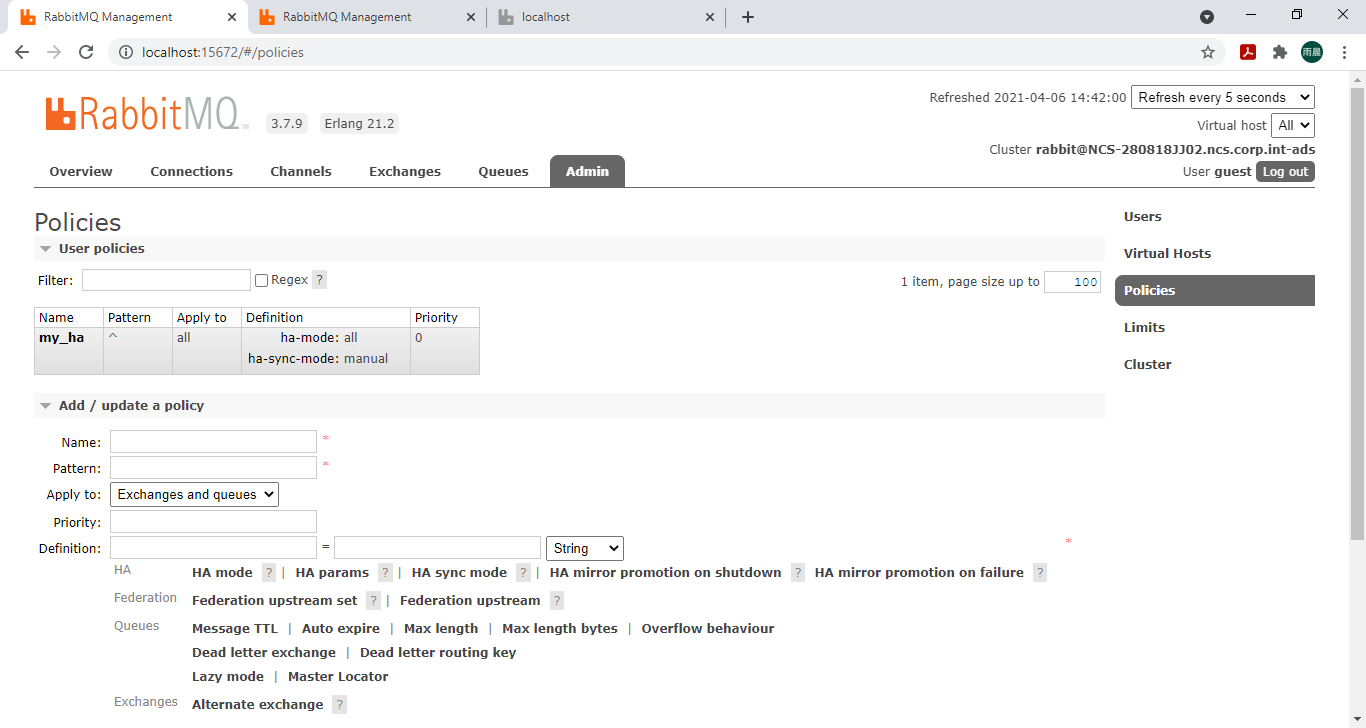 RabbitMQ Management
RabbitMQ Management
localhost
localhost:15672/#/policies
雨晨
RabbitMQ TM 3.7.9 Erlang 21.2
Refreshed 2021-04-06 14:42:00 Refresh every 5 seconds
Virtual host All
Cluster rabbit@NCS-280818JJ02.ncs.corp.int-ads
User guest Log out
Overview Connections Channels Exchanges Queues Admin
Policies
User policies
Filter: Regex ? 1 item, page size up to 100
Name Pattern Apply to Definition Priority
my_ha ^ all ha-mode: all 0
ha-sync-mode: manual
Users
Virtual Hosts
Policies
Limits
Cluster
Add / update a policy
Name: *
Pattern: *
Apply to: Exchanges and queues
Priority:
Definition: = String *
HA HA mode ? | HA params ? | HA sync mode ? | HA mirror promotion on shutdown ? HA mirror promotion on failure ?
Federation Federation upstream set ? | Federation upstream ?
Queues Message TTL | Auto expire | Max length | Max length bytes | Overflow behaviour
Dead letter exchange | Dead letter routing key
Lazy mode | Master Locator
Exchanges Alternate exchange ?